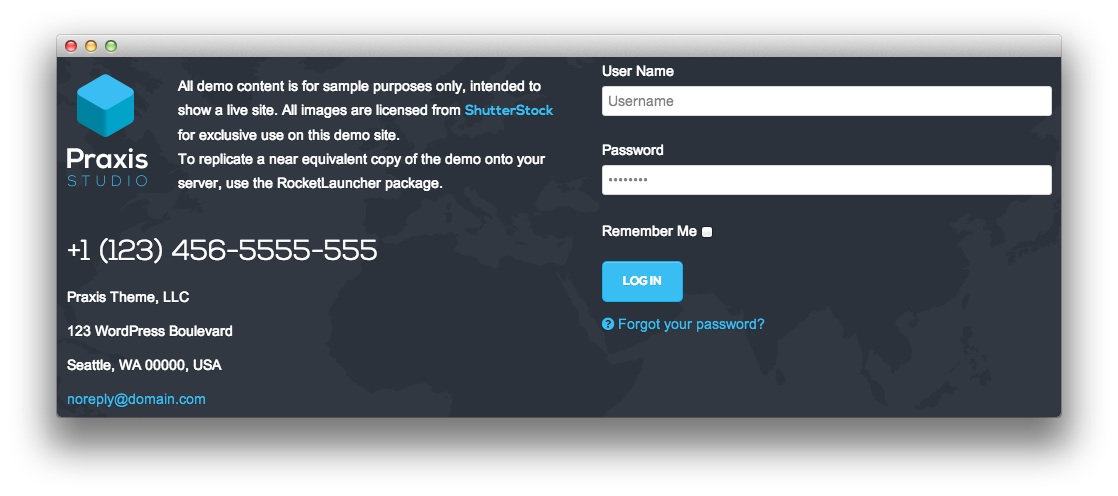 Praxis
STUDIO
All demo content is for sample purposes only, intended to
show a live site. All images are licensed from ShutterStock
for exclusive use on this demo site.
To replicate a near equivalent copy of the demo onto your
server, use the RocketLauncher package.
+1 (123) 456-5555-555
Praxis Theme, LLC
123 WordPress Boulevard
Seattle, WA 00000, USA
noreply@domain.com
User Name
Username
Password
••••••••
Remember Me
LOG IN
Forgot your password?